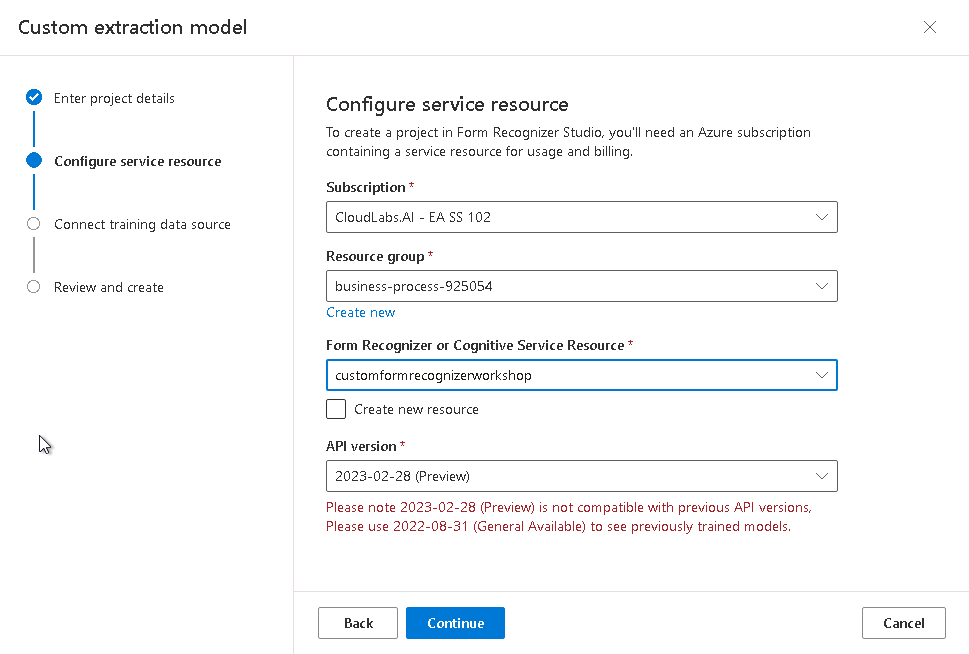 Custom extraction model
Enter project details
Configure service resource
Connect training data source
Review and create
Configure service resource
To create a project in Form Recognizer Studio, you'll need an Azure subscription
containing a service resource for usage and billing.
Subscription *
CloudLabs.AI - EA SS 102
Resource group *
business-process-925054
Create new
Form Recognizer or Cognitive Service Resource *
customformrecognizerworkshop
Create new resource
API version *
2023-02-28 (Preview)
Please note 2023-02-28 (Preview) is not compatible with previous API versions,
Please use 2022-08-31 (General Available) to see previously trained models.
Back
Continue
Cancel